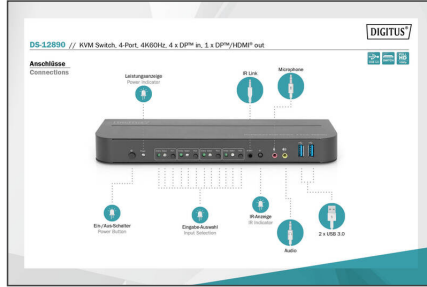 DIGITUS®
DS-12890 // KVM Switch, 4-Port, 4K60Hz, 4 x DP™ in, 1 x DP™/HDMI® out
Anschlüsse
Connections
Leistungsanzeige
Power Indicator
IR Link
Microphone
Ein-/Aus-Schalter
Power Button
Eingabe-Auswahl
Input Selection
IR-Anzeige
IR Indicator
Audio
2 x USB 3.0